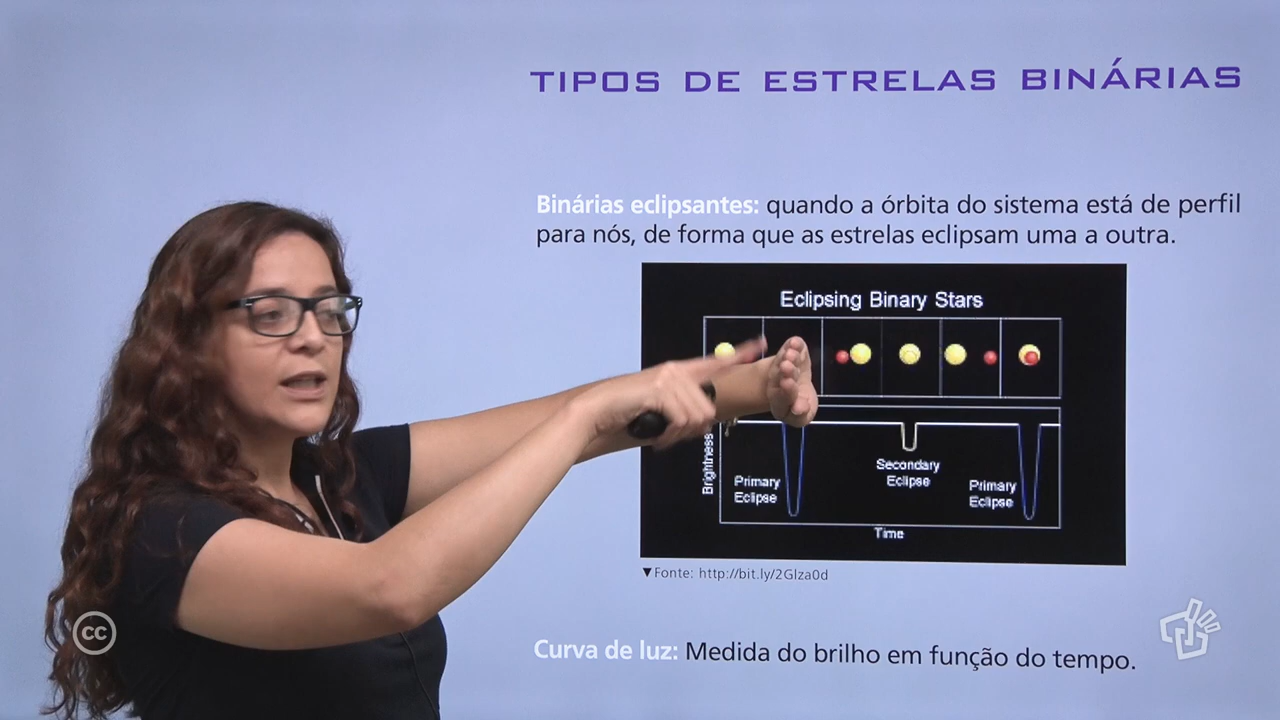 TIPOS DE ESTRELAS BINÁRIAS
Binárias eclipsantes: quando a órbita do sistema está de perfil
para nós, de forma que as estrelas eclipsam uma a outra.
Eclipsing Binary Stars
Brightness
Primary
Eclipse
Secondary
Eclipse
Primary
Eclipse
Time
▼Fonte: http://bit.ly/2Glza0d
cc
Curva de luz: Medida do brilho em função do tempo.